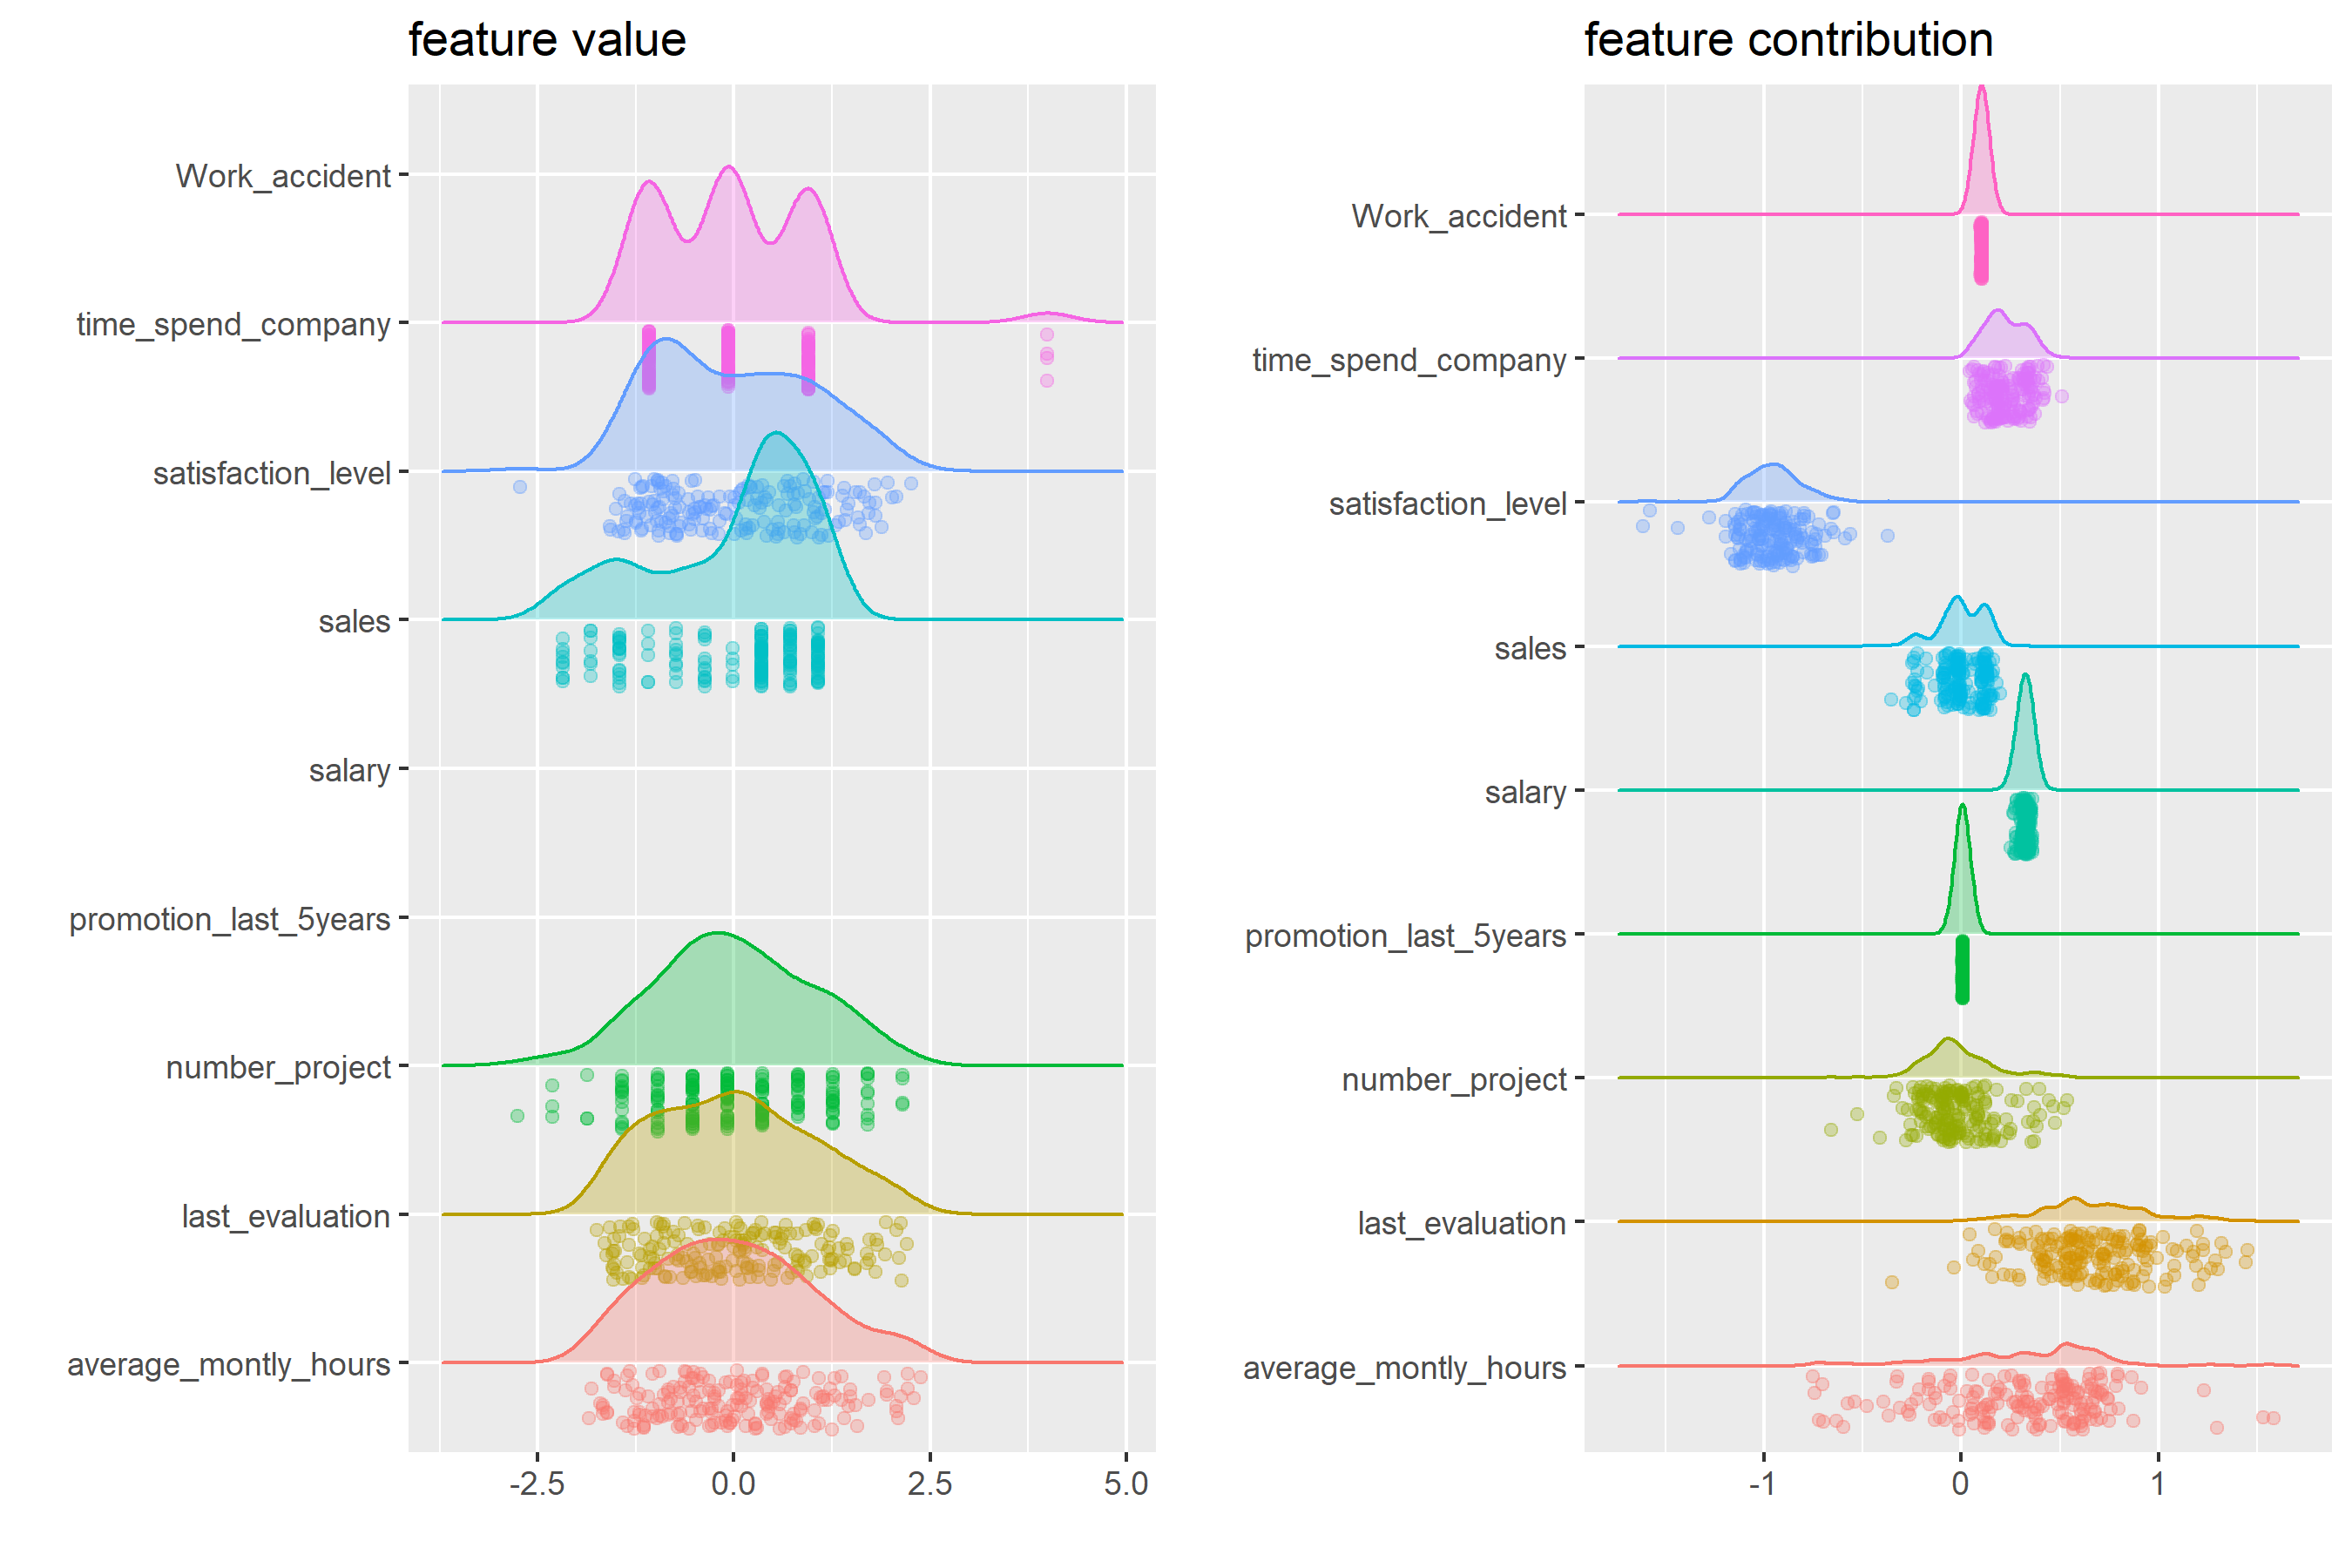 feature value
Work_accident
time_spend_company
satisfaction_level
sales
salary
promotion_last_5years
number_project
last_evaluation
average_montly_hours
-2.5 0.0 2.5 5.0
feature contribution
Work_accident
time_spend_company
satisfaction_level
sales
salary
promotion_last_5years
number_project
last_evaluation
average_montly_hours
-1 0 1